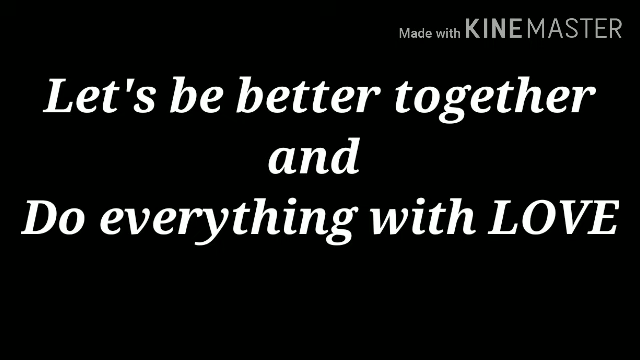 Made with KINEMASTER
Let's be better together
and
Do everything with LOVE